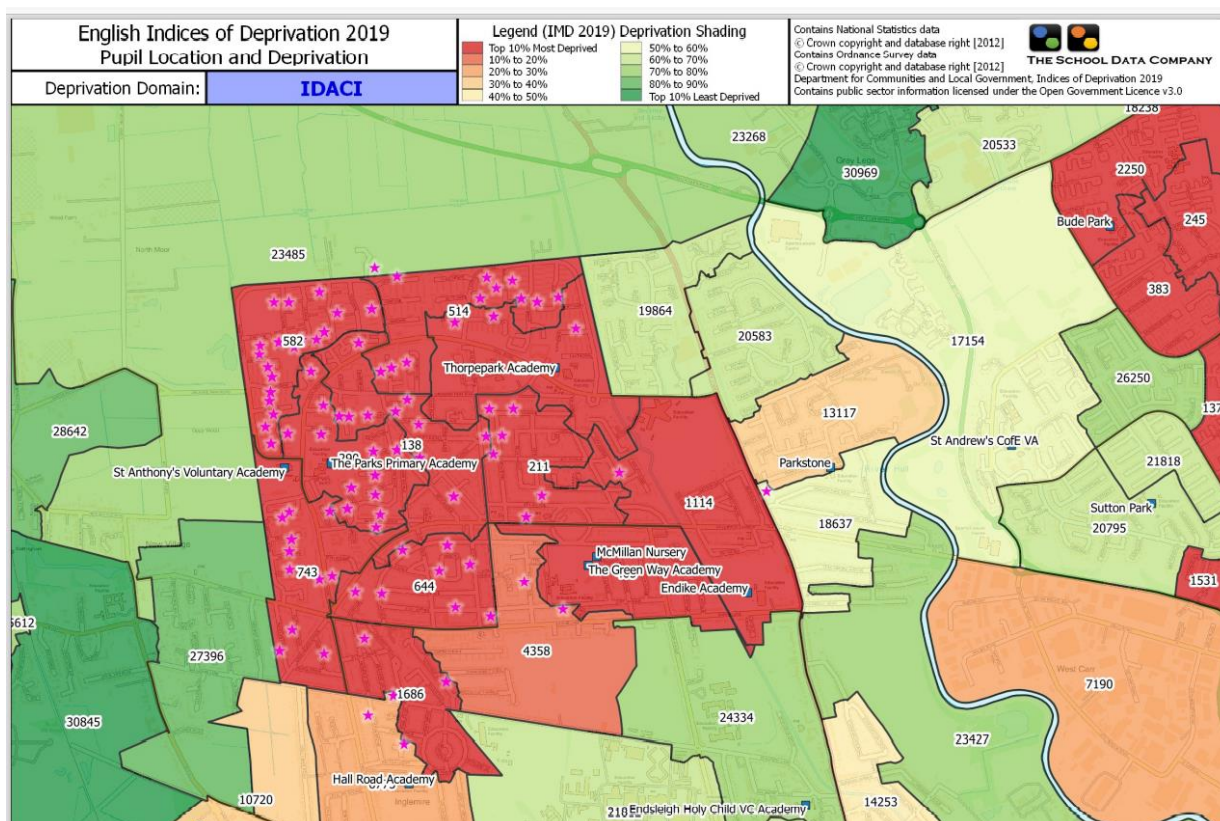 English Indices of Deprivation 2019
Pupil Location and Deprivation
Deprivation Domain:
IDACI
Legend (IMD 2019) Deprivation Shading
Top 10% Most Deprived
10% to 20%
20% to 30%
30% to 40%
40% to 50%
50% to 60%
60% to 70%
70% to 80%
80% to 90%
Top 10% Least Deprived
Contains National Statistics data
© Crown copyright and database right [2012]
Contains Ordnance Survey data
© Crown copyright and database right [2012]
Department for Communities and Local Government, Indices of Deprivation 2019
Contains public sector information licensed under the Open Government Licence v3.0
THE SCHOOL DATA COMPANY
18238
23268
20533
30969
2250
Bude Park
245
North Moor
23485
383
514
19864
582
20583
17154
Thorpepark Academy
26250
13117
28642
138
St Andrew's CofE VA
The Parks Primary Academy
211
Parkstone
21818
St Anthony's Voluntary Academy
1114
Sutton Park
18637
20795
McMillan Nursery
The Green Way Academy
1531
743
644
Endike Academy
27396
4358
West Carr
7190
1686
30845
24334
23427
Hall Road Academy
10720
Inglemire
14253
Endsleigh Holy Child VC Academy